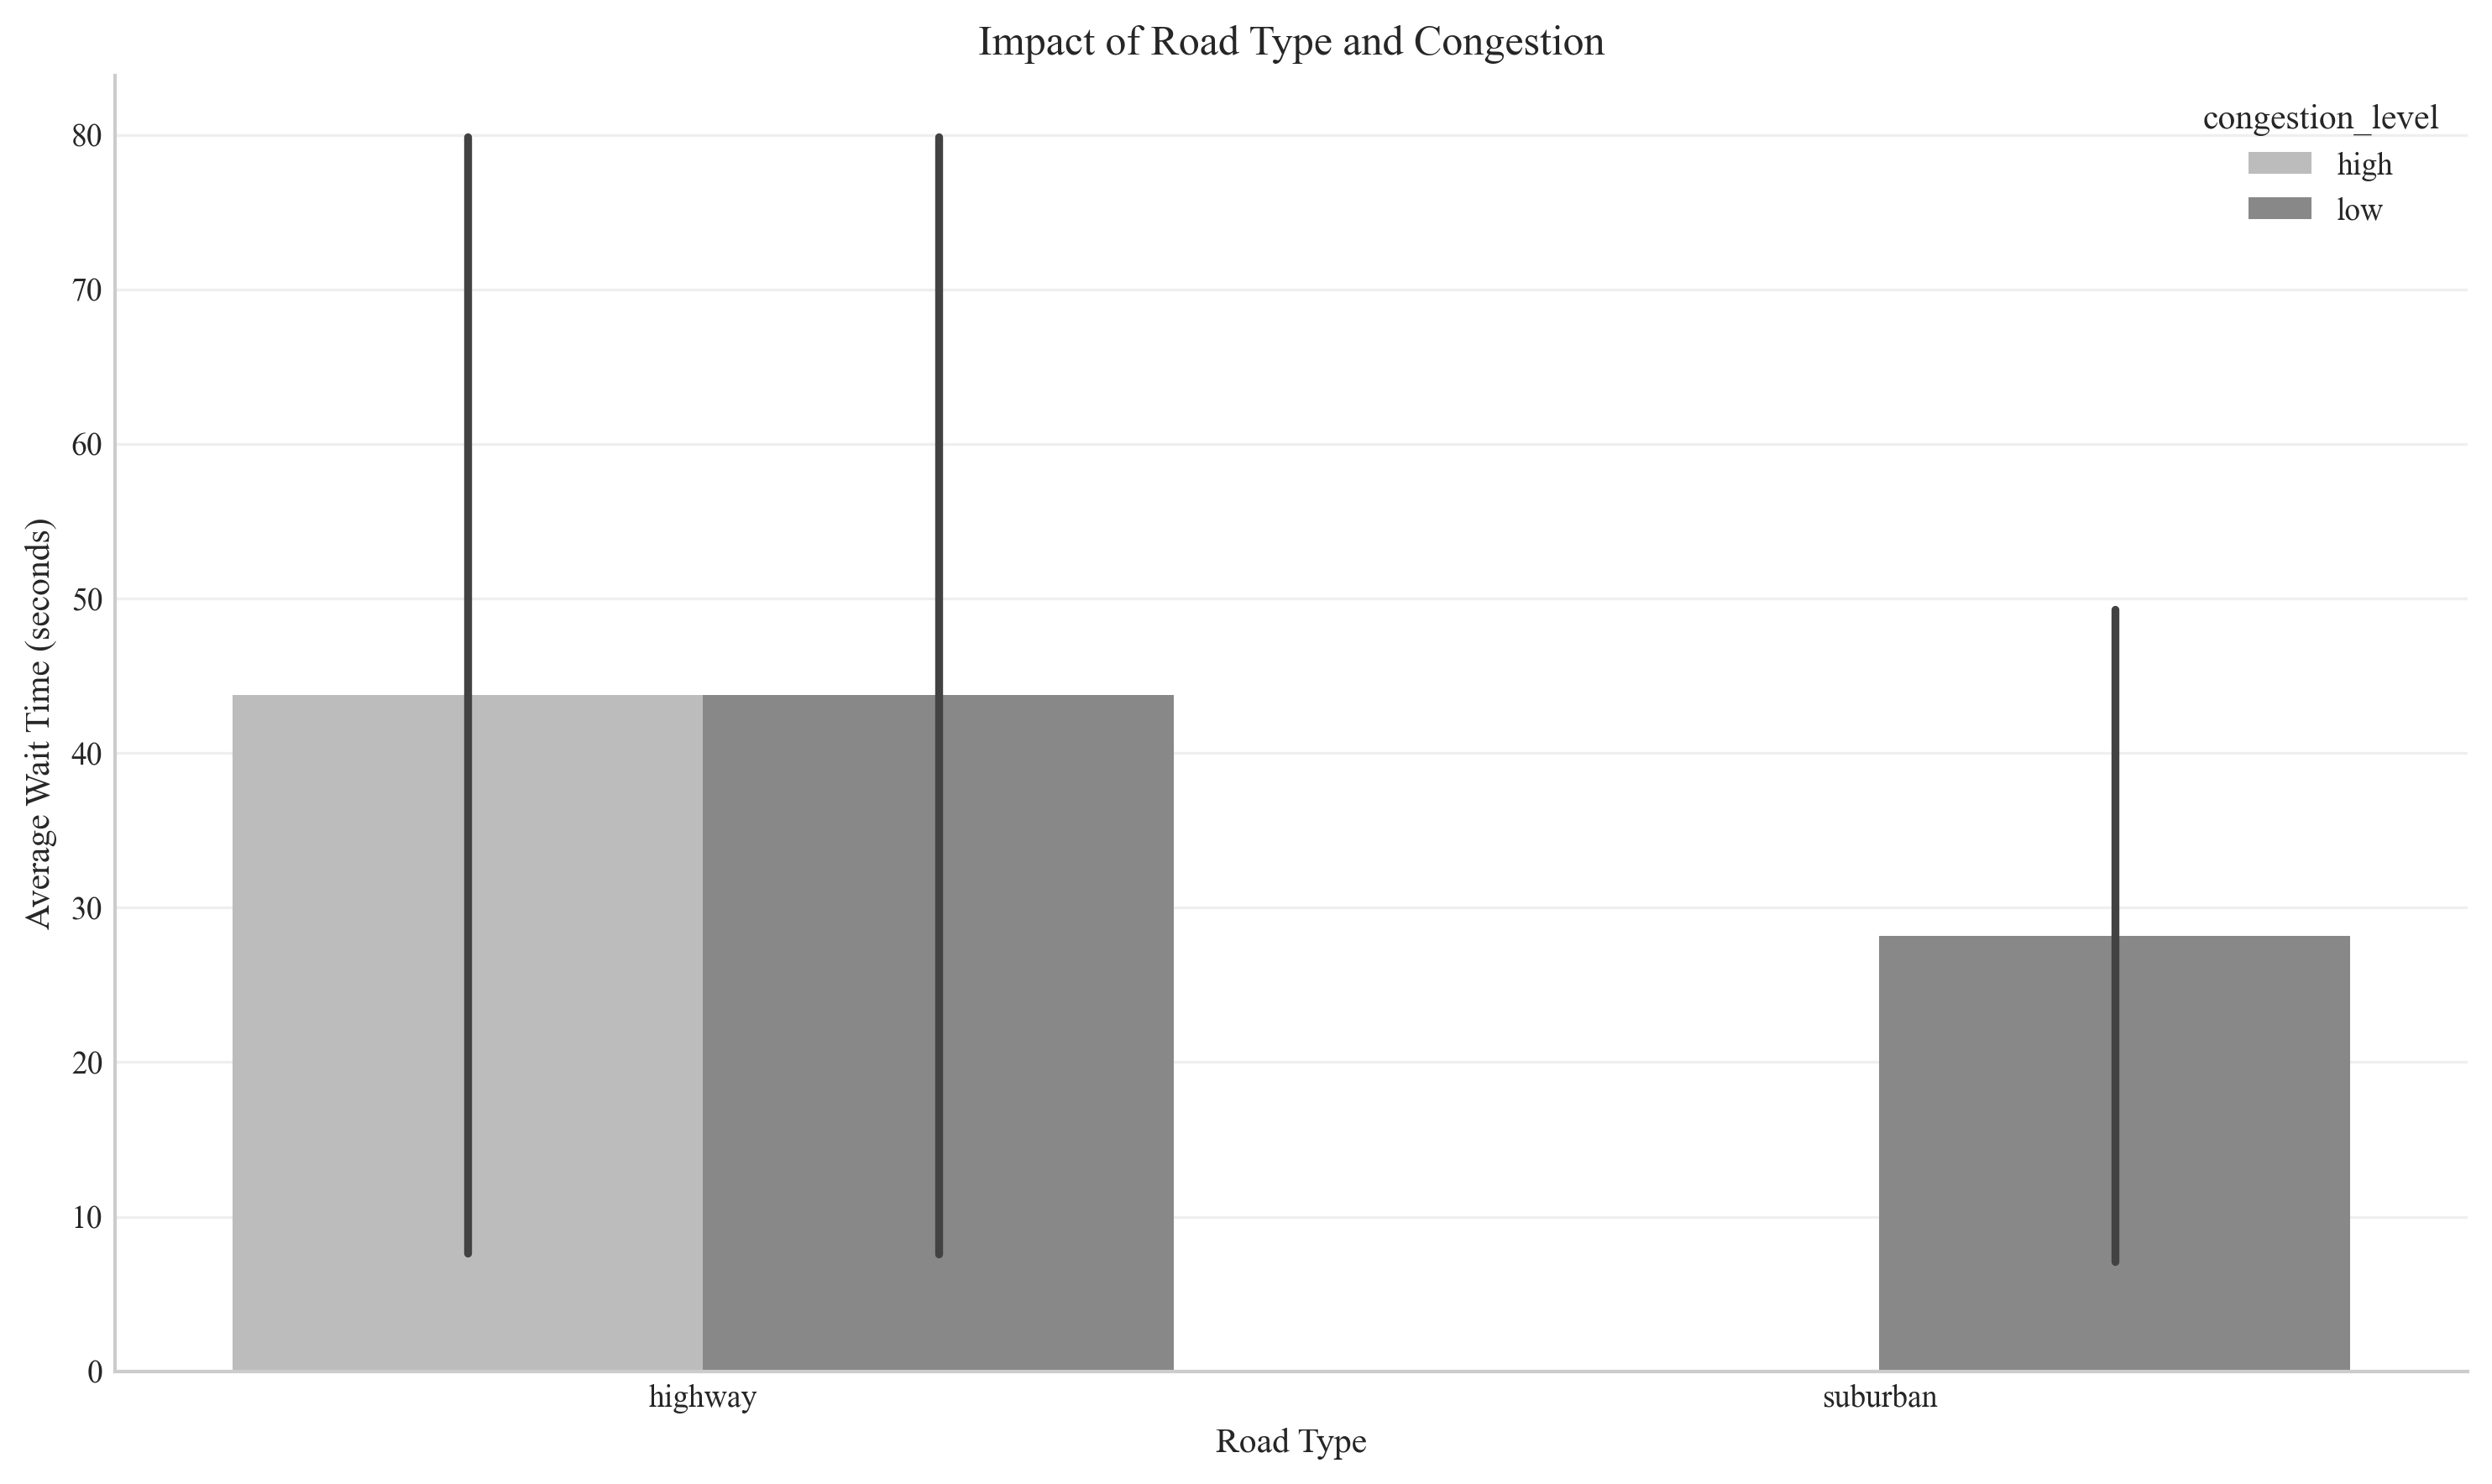 Impact of Road Type and Congestion
congestion_level
high
low
Average Wait Time (seconds)
80
70
60
50
40
30
20
10
0
highway
suburban
Road Type